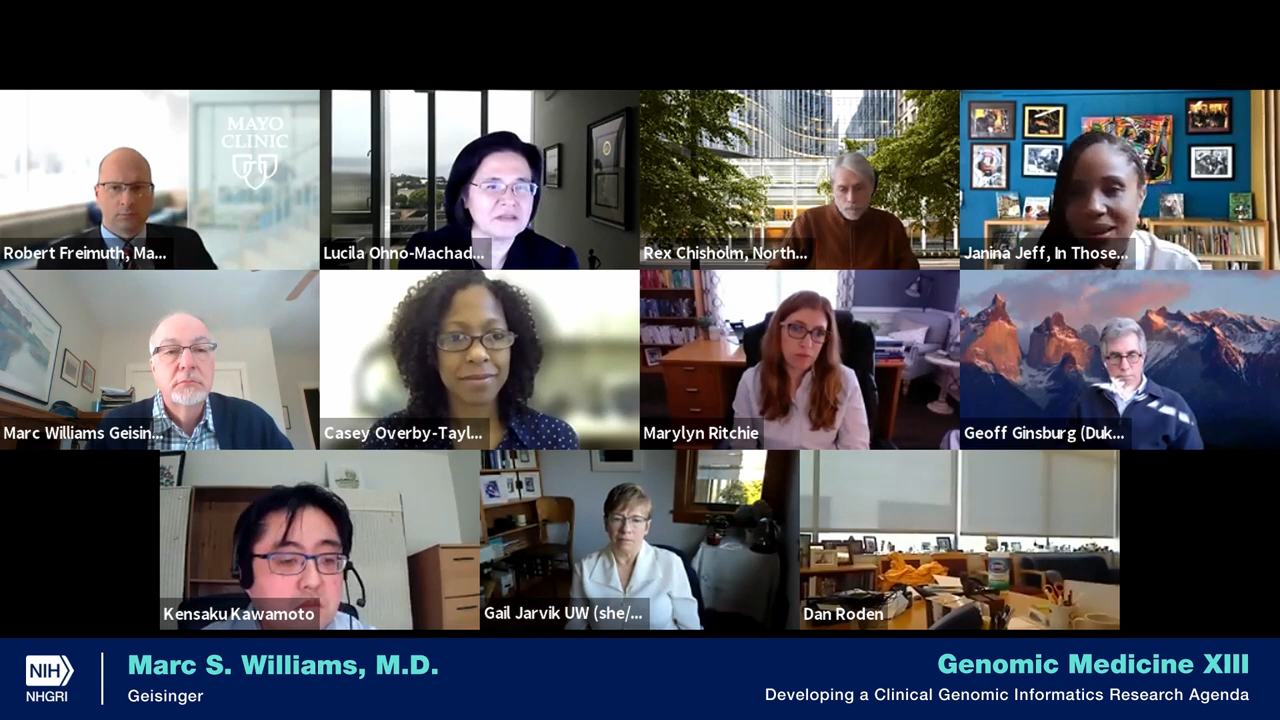 MAYO
CLINIC
Robert Freimuth, Ma...
Lucila Ohno-Machad...
Rex Chisholm, North...
Janina Jeff, In Those...
Marc Williams Geisin...
Casey Overby-Tayl...
Marylyn Ritchie
Geoff Ginsburg (Duk...
Kensaku Kawamoto
Gail Jarvik UW (she/...
Dan Roden
NIH
NHGRI
Marc S. Williams, M.D.
Geisinger
Genomic Medicine XIII
Developing a Clinical Genomic Informatics Research Agenda